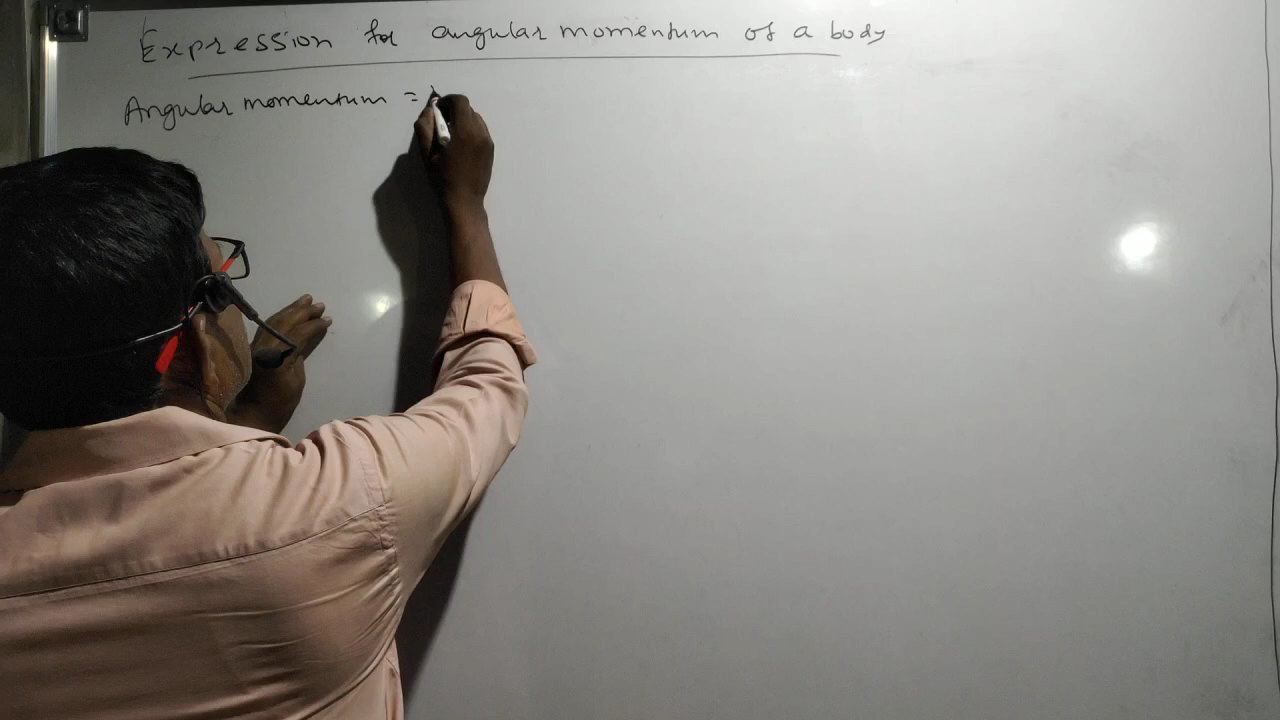 Expression for angular momentum of a body
Angular momentum =